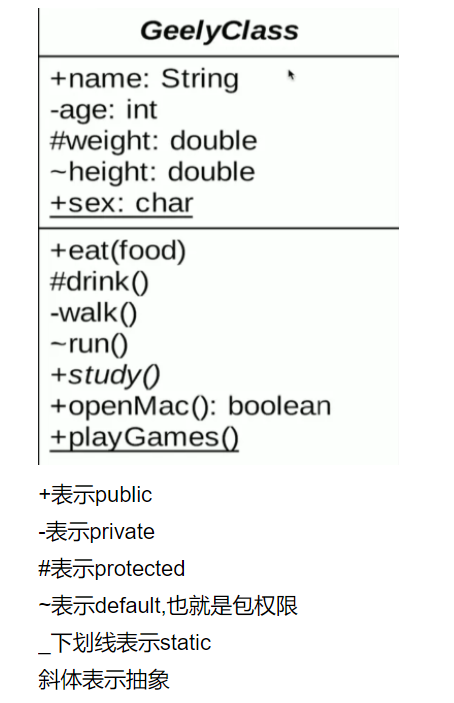 GeelyClass
+name: String
-age: int
#weight: double
~height: double
+sex: char
+eat(food)
#drink()
-walk()
~run()
+study()
+openMac(): boolean
+playGames()
+表示public
-表示private
#表示protected
~表示default,也就是包权限
_下划线表示static
斜体表示抽象